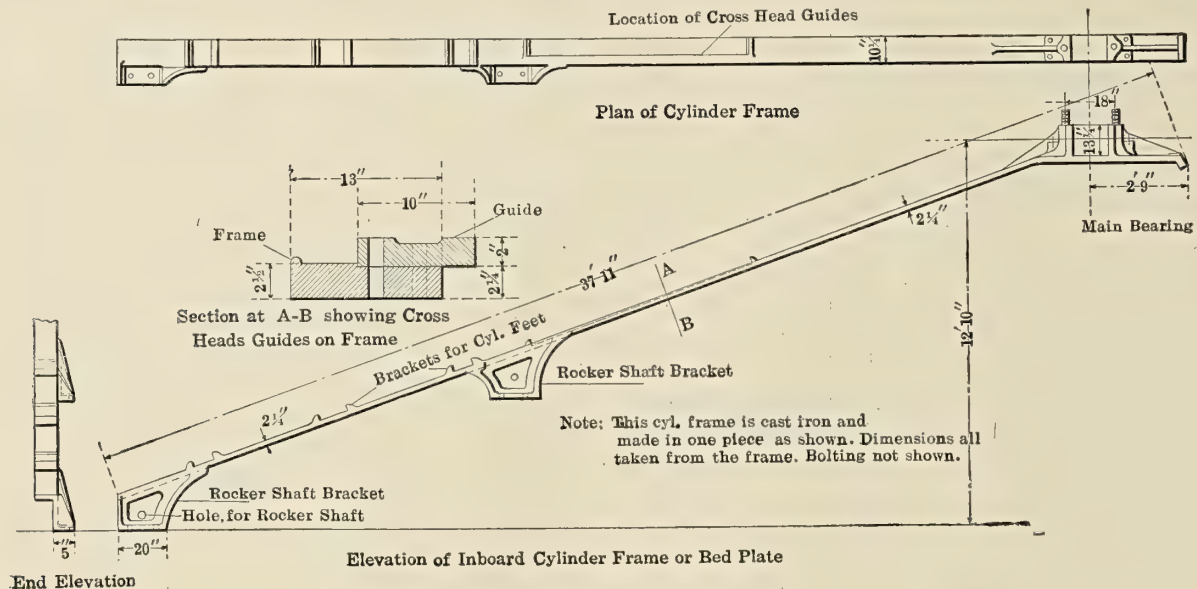 Location of Cross Head Guides
10¼"
Plan of Cylinder Frame
18"
13¼"
2'-9"
Main Bearing
13"
10"
Guide
Frame
2½"
2"
2¼"
Section at A-B showing Cross
Heads Guides on Frame
37'-11"
A
B
2¼"
12'-10"
Brackets for Cyl. Feet
Rocker Shaft Bracket
2¼"
Note: This cyl. frame is cast iron and
made in one piece as shown. Dimensions all
taken from the frame. Bolting not shown.
Rocker Shaft Bracket
Hole, for Rocker Shaft
5"
20"
Elevation of Inboard Cylinder Frame or Bed Plate
End Elevation